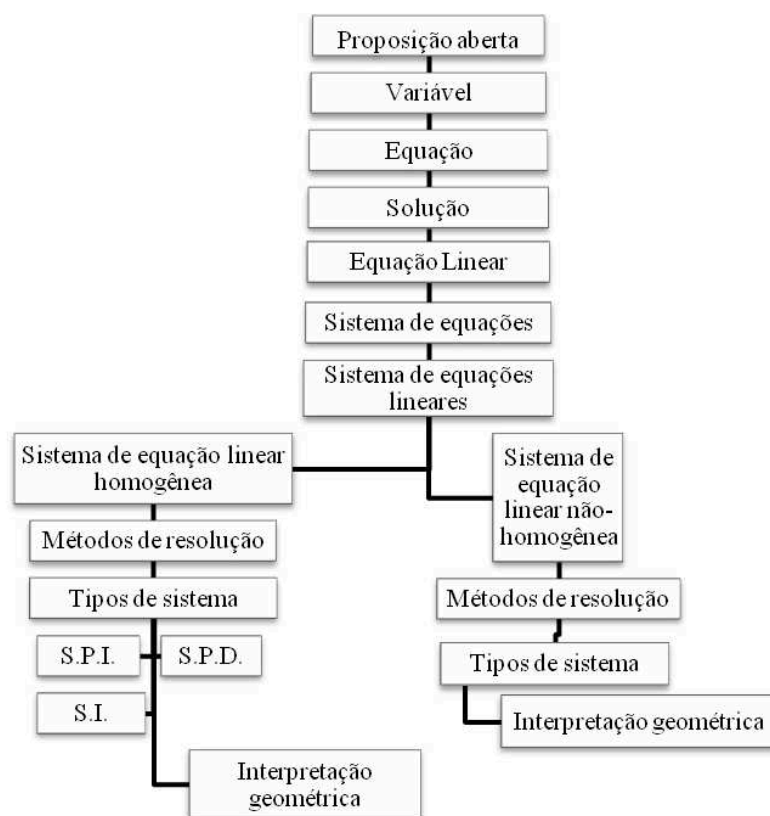 Proposição aberta
Variável
Equação
Solução
Equação Linear
Sistema de equações
Sistema de equações
lineares
Sistema de equação linear
homogênea
Métodos de resolução
Tipos de sistema
S.P.I.
S.P.D.
S.I.
Interpretação
geométrica
Sistema de
equação
linear não-
homogênea
Métodos de resolução
Tipos de sistema
Interpretação geométrica